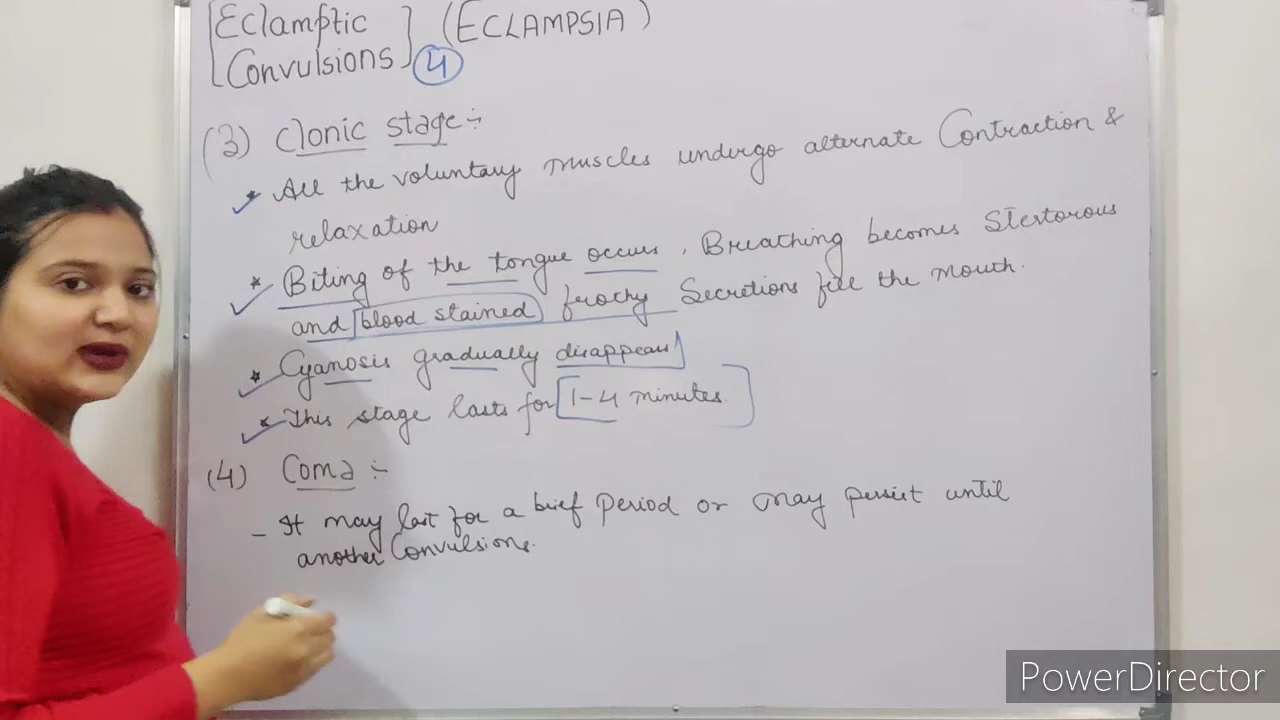 Eclamptic (ECLAMPSIA)
Convulsions 4
(3) Clonic stage :-
* All the voluntary muscles undergo alternate Contraction &
relaxation
* Biting of the tongue occurs. Breathing becomes Stertorous
and blood stained frothy Secretions fill the mouth.
* Cyanosis gradually disappears
* This stage lasts for 1-4 minutes.
(4) Coma :-
- It may last for a brief period or may persist until
another Convulsions.
PowerDirector